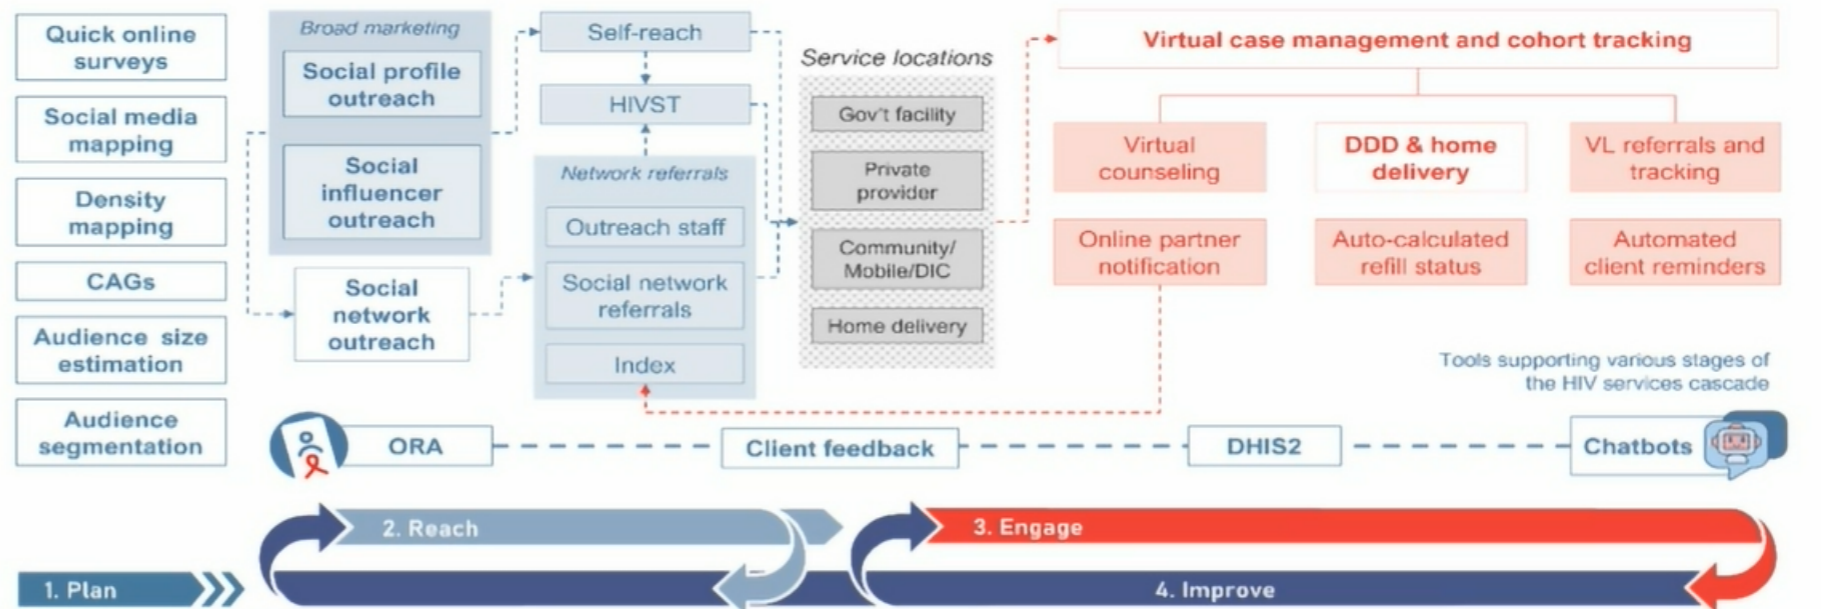 Quick online
surveys
Social media
mapping
Density
mapping
CAGs
Audience size
estimation
Audience
segmentation
Broad marketing
Social profile
outreach
Social
influencer
outreach
Social
network
outreach
Self-reach
HIVST
Network referrals
Outreach staff
Social network
referrals
Index
Service locations
Gov't facility
Private
provider
Community/
Mobile/DIC
Home delivery
Virtual case management and cohort tracking
Virtual
counseling
DDD & home
delivery
VL referrals and
tracking
Online partner
notification
Auto-calculated
refill status
Automated
client reminders
Tools supporting various stages of
the HIV services cascade
ORA
Client feedback
DHIS2
Chatbots
2. Reach
3. Engage
1. Plan
4. Improve